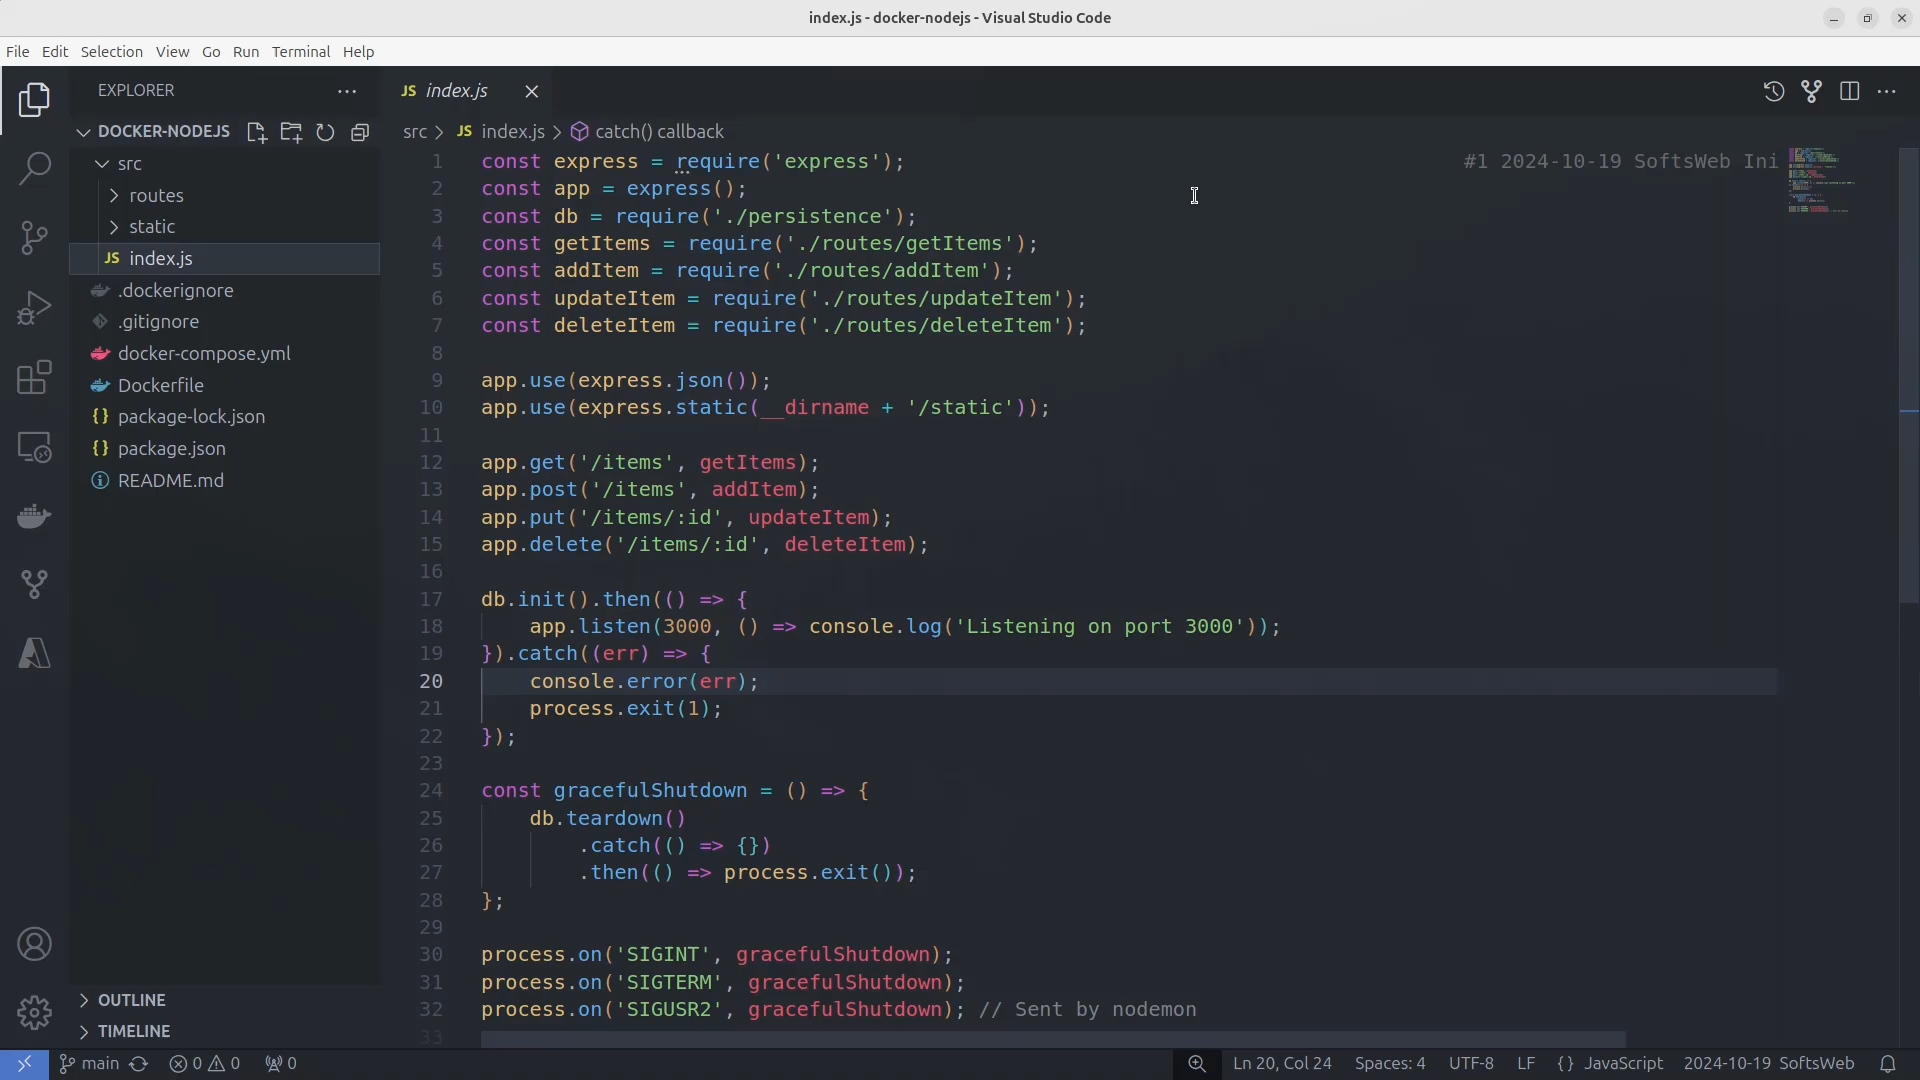 index.js - docker-nodejs - Visual Studio Code
File Edit Selection View Go Run Terminal Help
EXPLORER
DOCKER-NODEJS
src
routes
static
JS index.js
.dockerignore
.gitignore
docker-compose.yml
Dockerfile
{} package-lock.json
{} package.json
README.md
OUTLINE
TIMELINE
JS index.js
src > JS index.js > catch() callback
1 const express = require('express'); #1 2024-10-19 SoftsWeb Ini
2 const app = express();
3 const db = require('./persistence');
4 const getItems = require('./routes/getItems');
5 const addItem = require('./routes/addItem');
6 const updateItem = require('./routes/updateItem');
7 const deleteItem = require('./routes/deleteItem');
8
9 app.use(express.json());
10 app.use(express.static(__dirname + '/static'));
11
12 app.get('/items', getItems);
13 app.post('/items', addItem);
14 app.put('/items/:id', updateItem);
15 app.delete('/items/:id', deleteItem);
16
17 db.init().then(() => {
18     app.listen(3000, () => console.log('Listening on port 3000'));
19 }).catch((err) => {
20     console.error(err);
21     process.exit(1);
22 });
23
24 const gracefulShutdown = () => {
25     db.teardown()
26         .catch(() => {})
27         .then(() => process.exit());
28 };
29
30 process.on('SIGINT', gracefulShutdown);
31 process.on('SIGTERM', gracefulShutdown);
32 process.on('SIGUSR2', gracefulShutdown); // Sent by nodemon
33
main 0 0 0 Ln 20, Col 24 Spaces: 4 UTF-8 LF {} JavaScript 2024-10-19 SoftsWeb